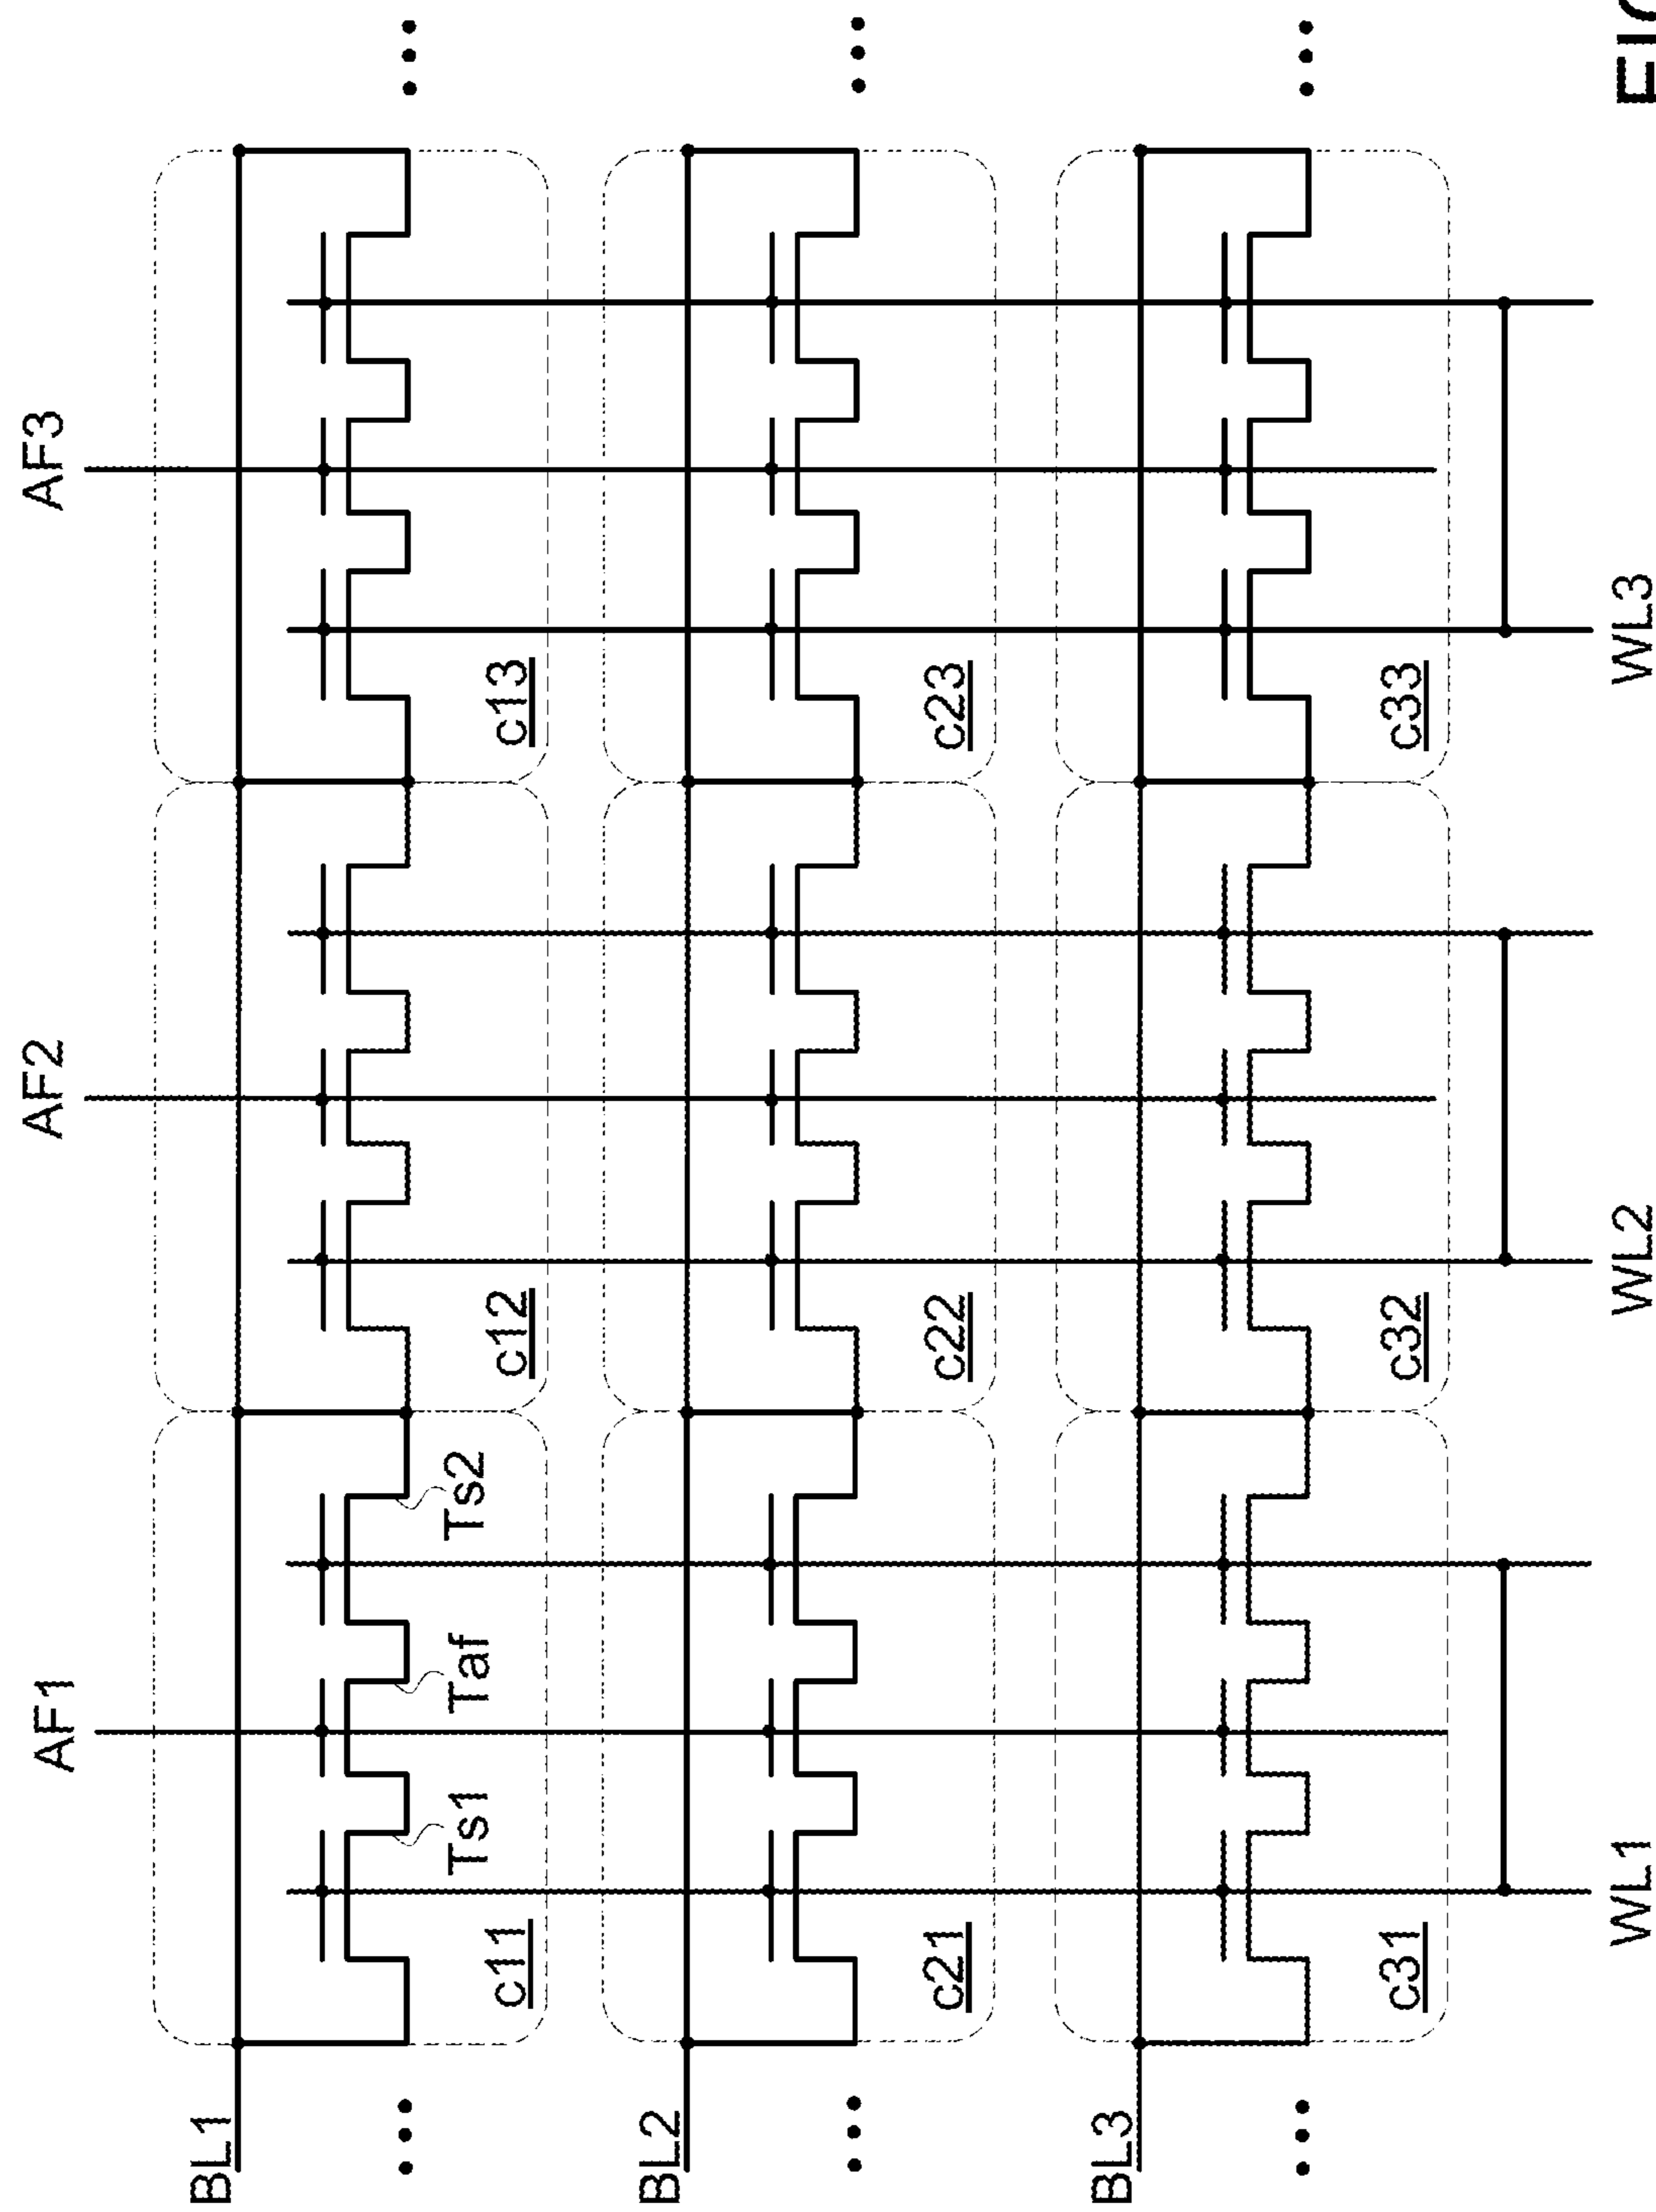 AF1 AF2 AF3
BL1
Ts1 Taf Ts2
c11 c12 c13
BL2
c21 c22 c23
BL3
c31 c32 c33
WL1 WL2 WL3